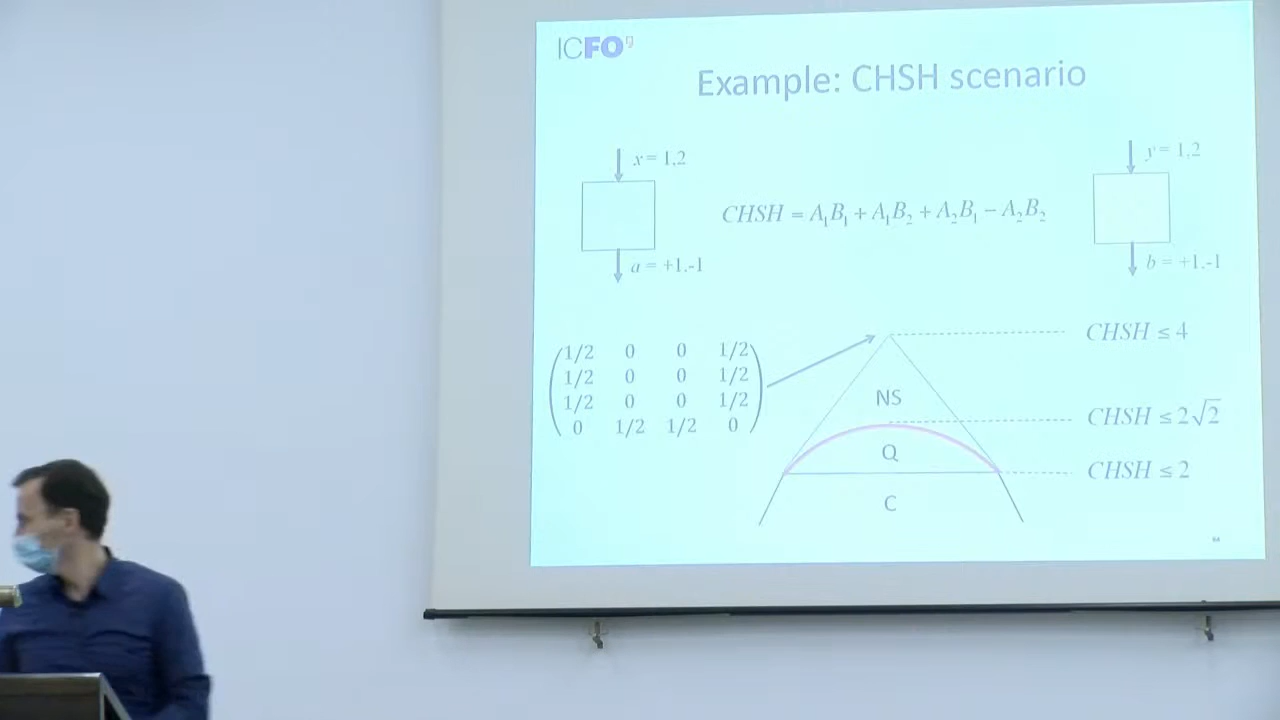 ICFO
Example: CHSH scenario
x = 1,2
y = 1,2
CHSH = A₁B₁ + A₁B₂ + A₂B₁ − A₂B₂
a = +1,-1
b = +1,-1
1/2 0 0 1/2
1/2 0 0 1/2
1/2 0 0 1/2
0 1/2 1/2 0
CHSH ≤ 4
NS
CHSH ≤ 2√2
Q
CHSH ≤ 2
C